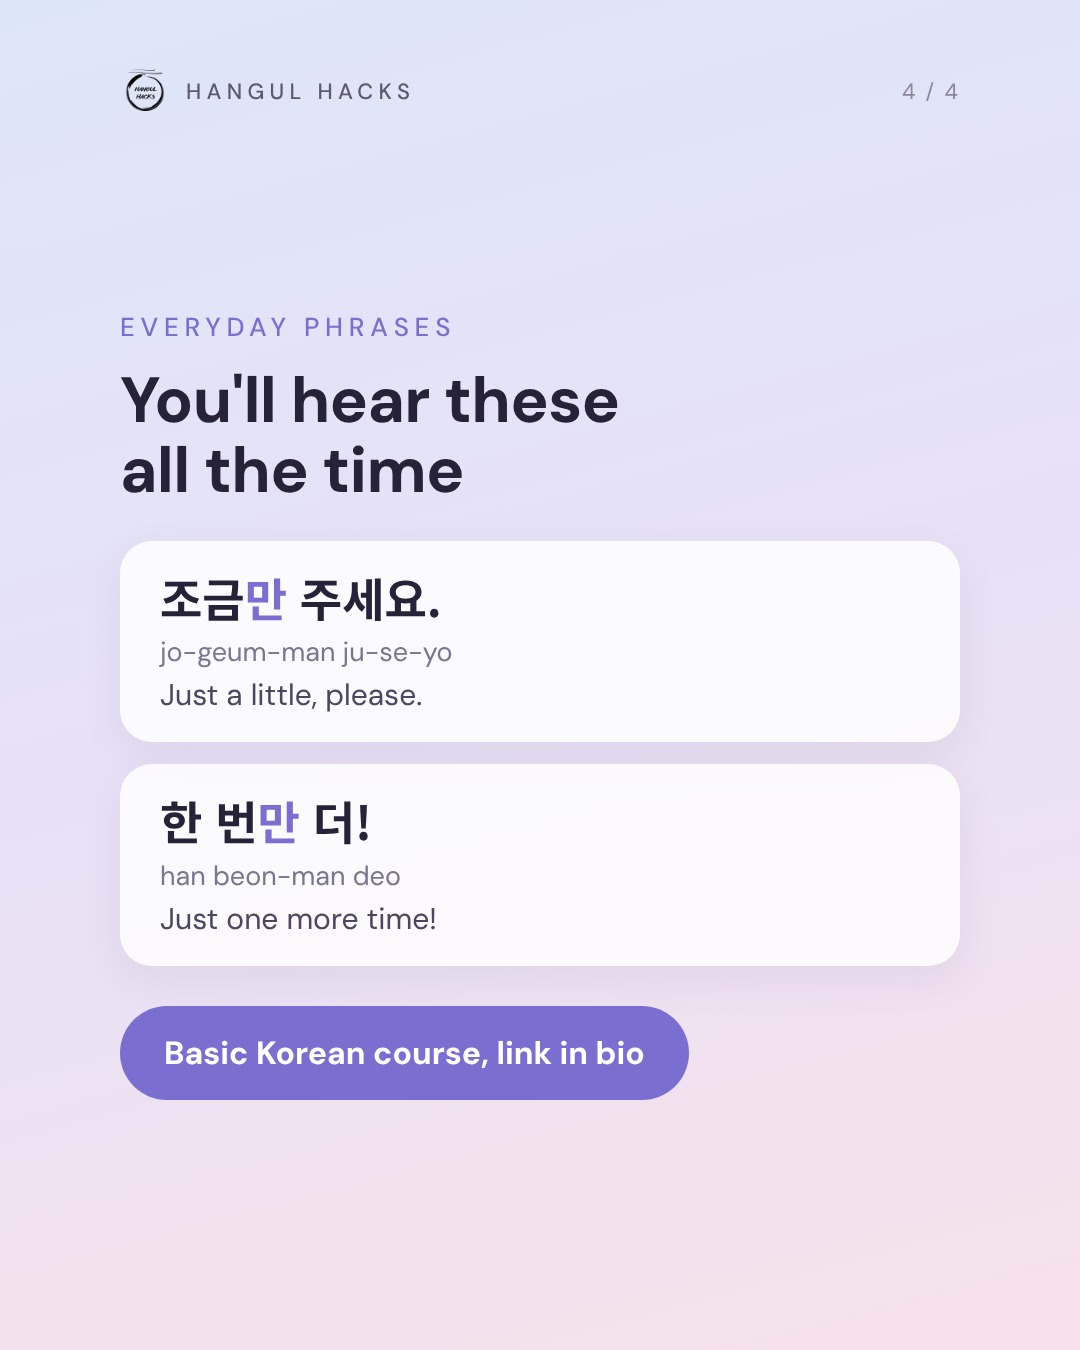 HANGUL HACKS
HANGUL HACKS
4 / 4
EVERYDAY PHRASES
You'll hear these
all the time
조금만 주세요.
jo-geum-man ju-se-yo
Just a little, please.
한 번만 더!
han beon-man deo
Just one more time!
Basic Korean course, link in bio